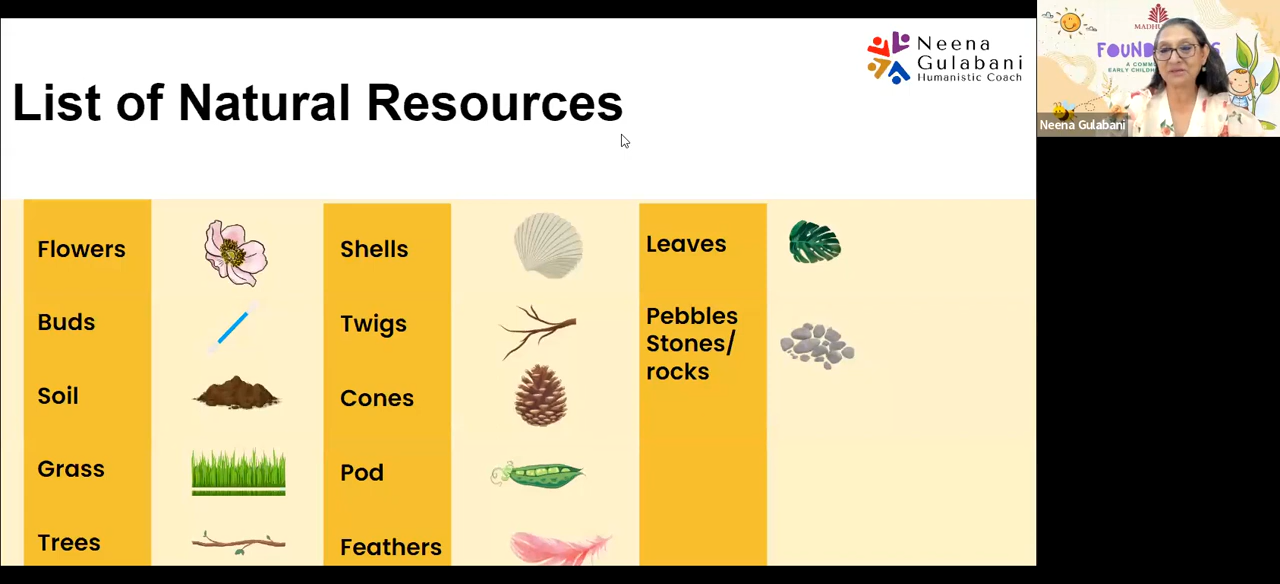 List of Natural Resources
Neena
Gulabani
Humanistic Coach
Flowers
Buds
Soil
Grass
Trees
Shells
Twigs
Cones
Pod
Feathers
Leaves
Pebbles
Stones/
rocks
Neena Gulabani